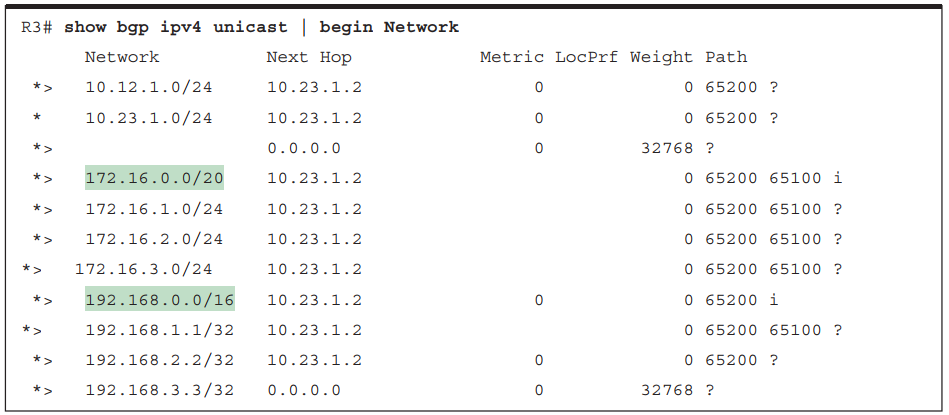 R3# show bgp ipv4 unicast | begin Network
     Network          Next Hop            Metric LocPrf Weight Path
 *>  10.12.1.0/24     10.23.1.2                0             0 65200 ?
 *   10.23.1.0/24     10.23.1.2                0             0 65200 ?
 *>                   0.0.0.0                  0         32768 ?
 *>  172.16.0.0/20    10.23.1.2                              0 65200 65100 i
 *>  172.16.1.0/24    10.23.1.2                              0 65200 65100 ?
 *>  172.16.2.0/24    10.23.1.2                              0 65200 65100 ?
*>  172.16.3.0/24     10.23.1.2                              0 65200 65100 ?
 *>  192.168.0.0/16   10.23.1.2                0             0 65200 i
*>   192.168.1.1/32   10.23.1.2                              0 65200 65100 ?
 *>  192.168.2.2/32   10.23.1.2                0             0 65200 ?
 *>  192.168.3.3/32   0.0.0.0                  0         32768 ?